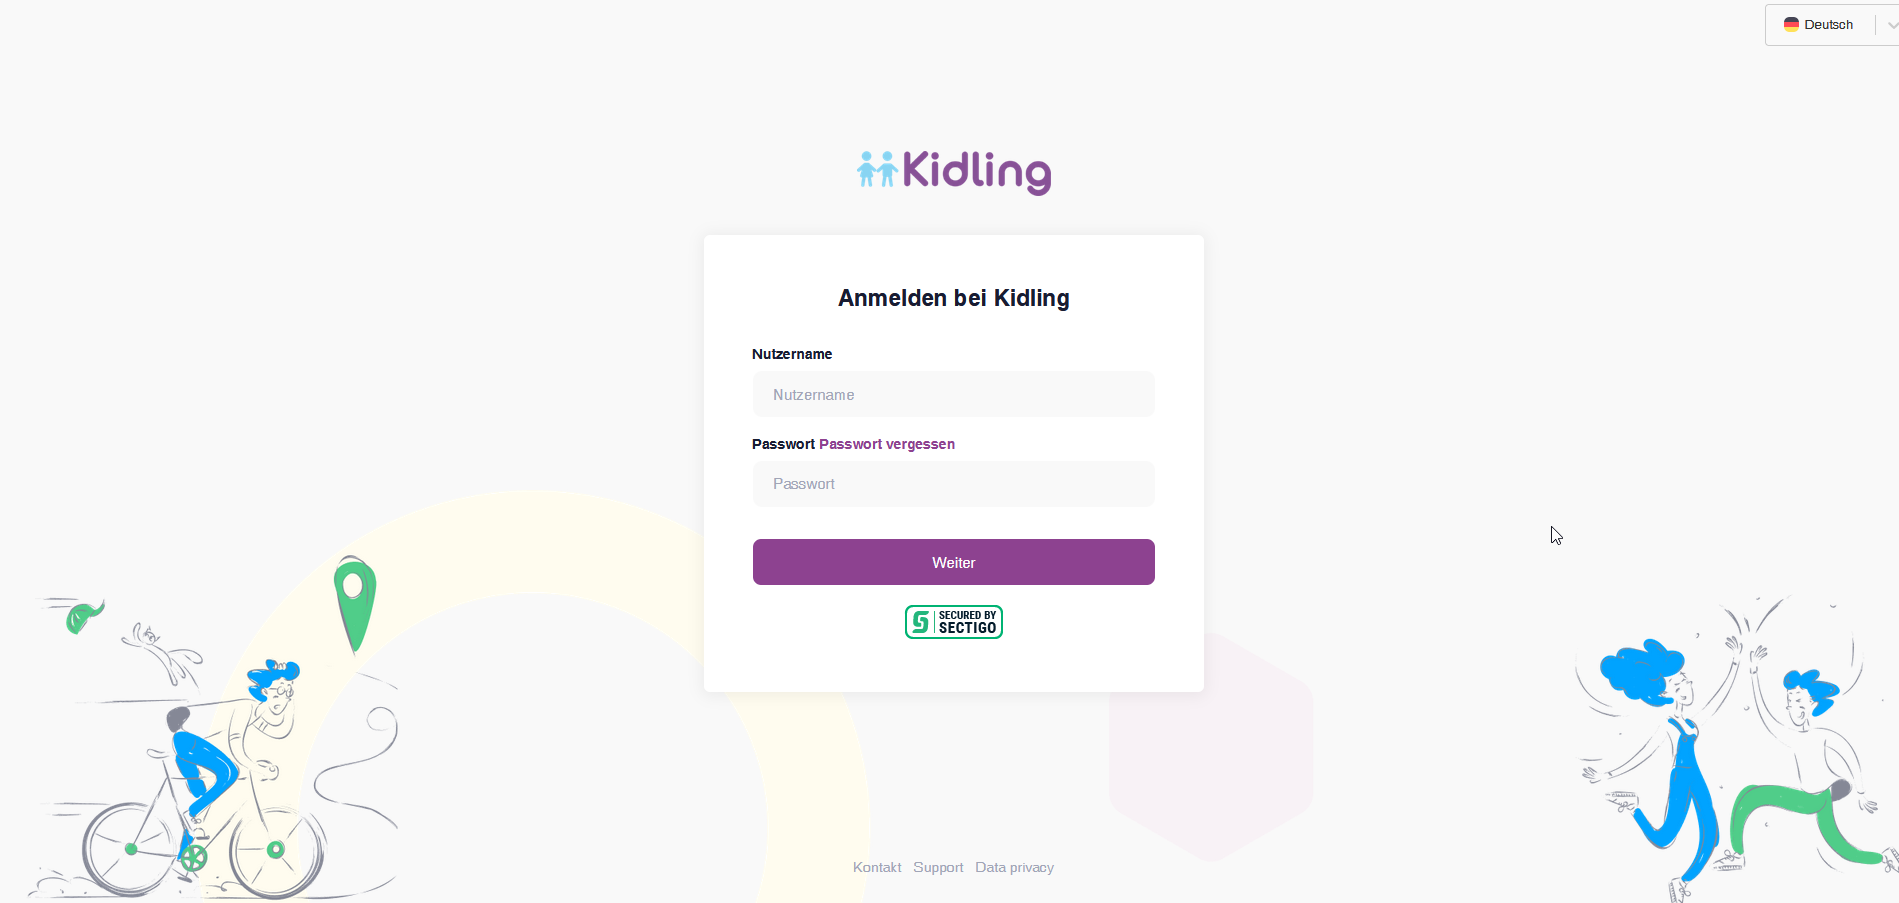 Deutsch
Kidling
Anmelden bei Kidling
Nutzername
Nutzername
Passwort Passwort vergessen
Passwort
Weiter
SECURED BY
SECTIGO
Kontakt Support Data privacy